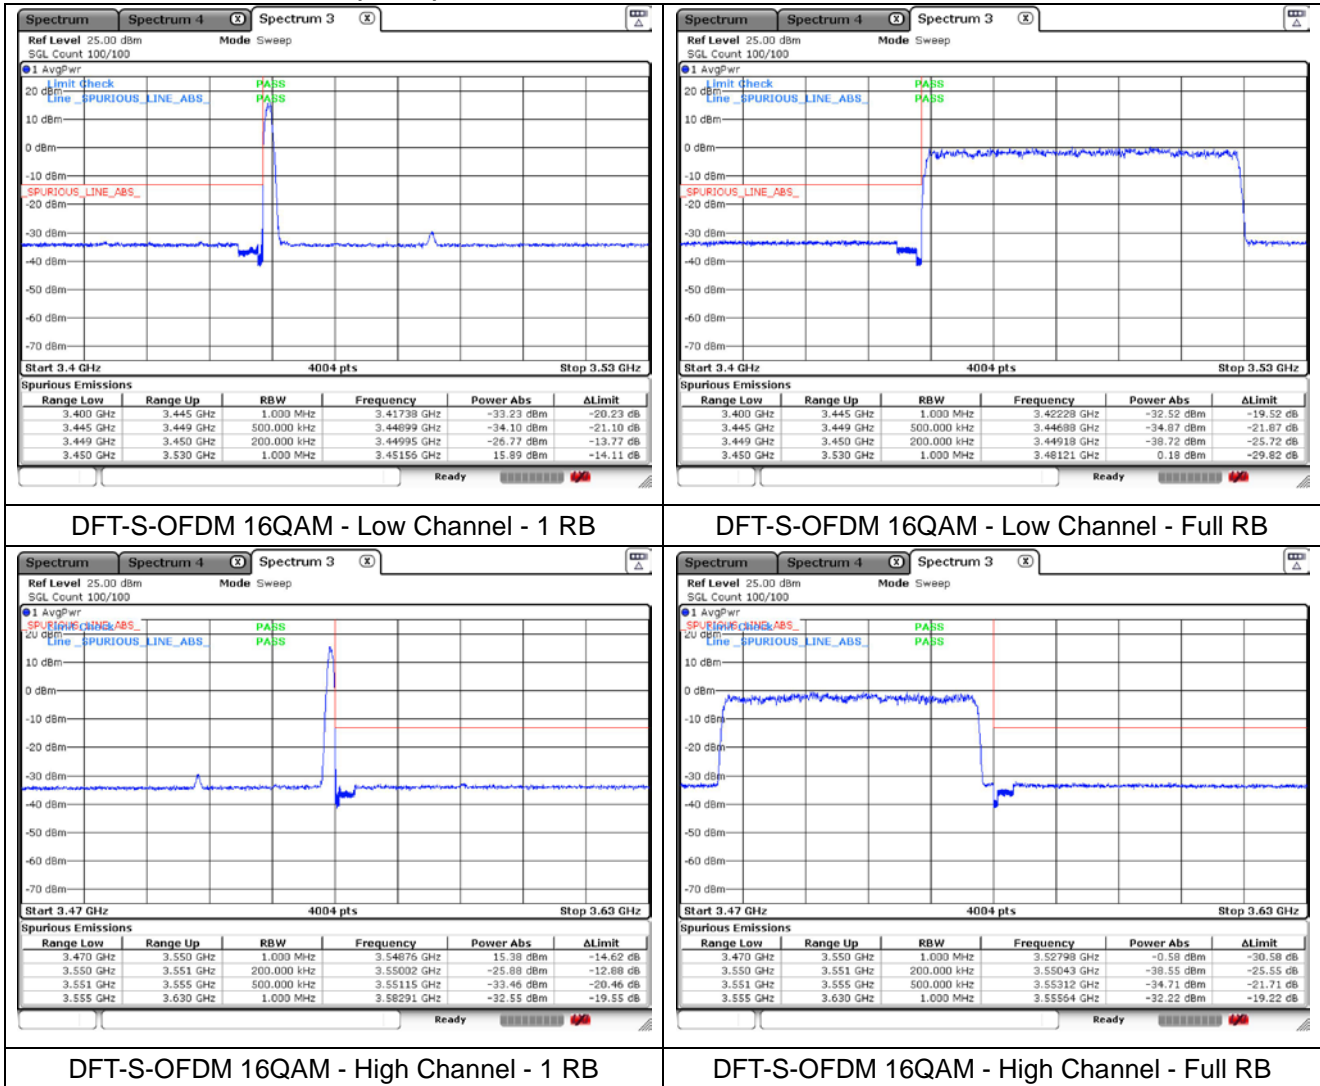 Spectrum Spectrum 4 Spectrum 3
Ref Level 25.00 dBm Mode Sweep
SGL Count 100/100
1 AvgPwr
Limit Check PASS
20 dBm
Line _SPURIOUS_LINE_ABS_ PASS
10 dBm
0 dBm
-10 dBm
_SPURIOUS_LINE_ABS_
-20 dBm
-30 dBm
-40 dBm
-50 dBm
-60 dBm
-70 dBm
Start 3.4 GHz 4004 pts Stop 3.53 GHz
Spurious Emissions
Range Low Range Up RBW Frequency Power Abs ΔLimit
3.400 GHz 3.445 GHz 1.000 MHz 3.41738 GHz -33.23 dBm -20.23 dB
3.445 GHz 3.449 GHz 500.000 kHz 3.44899 GHz -34.10 dBm -21.10 dB
3.449 GHz 3.450 GHz 200.000 kHz 3.44995 GHz -26.77 dBm -13.77 dB
3.450 GHz 3.530 GHz 1.000 MHz 3.45156 GHz 15.89 dBm -14.11 dB
Ready
DFT-S-OFDM 16QAM - Low Channel - 1 RB
Spectrum Spectrum 4 Spectrum 3
Ref Level 25.00 dBm Mode Sweep
SGL Count 100/100
1 AvgPwr
Limit Check PASS
20 dBm
Line _SPURIOUS_LINE_ABS_ PASS
10 dBm
0 dBm
-10 dBm
_SPURIOUS_LINE_ABS_
-20 dBm
-30 dBm
-40 dBm
-50 dBm
-60 dBm
-70 dBm
Start 3.4 GHz 4004 pts Stop 3.53 GHz
Spurious Emissions
Range Low Range Up RBW Frequency Power Abs ΔLimit
3.400 GHz 3.445 GHz 1.000 MHz 3.42228 GHz -32.52 dBm -19.52 dB
3.445 GHz 3.449 GHz 500.000 kHz 3.44688 GHz -34.87 dBm -21.87 dB
3.449 GHz 3.450 GHz 200.000 kHz 3.44918 GHz -38.72 dBm -25.72 dB
3.450 GHz 3.530 GHz 1.000 MHz 3.48121 GHz 0.18 dBm -29.82 dB
Ready
DFT-S-OFDM 16QAM - Low Channel - Full RB
Spectrum Spectrum 4 Spectrum 3
Ref Level 25.00 dBm Mode Sweep
SGL Count 100/100
1 AvgPwr
_SPURIOUS_LINE_ABS_
Limit Check PASS
20 dBm
Line _SPURIOUS_LINE_ABS_ PASS
10 dBm
0 dBm
-10 dBm
-20 dBm
-30 dBm
-40 dBm
-50 dBm
-60 dBm
-70 dBm
Start 3.47 GHz 4004 pts Stop 3.63 GHz
Spurious Emissions
Range Low Range Up RBW Frequency Power Abs ΔLimit
3.470 GHz 3.550 GHz 1.000 MHz 3.54876 GHz 15.38 dBm -14.62 dB
3.550 GHz 3.551 GHz 200.000 kHz 3.55002 GHz -25.88 dBm -12.88 dB
3.551 GHz 3.555 GHz 500.000 kHz 3.55115 GHz -33.46 dBm -20.46 dB
3.555 GHz 3.630 GHz 1.000 MHz 3.58291 GHz -32.55 dBm -19.55 dB
Ready
DFT-S-OFDM 16QAM - High Channel - 1 RB
Spectrum Spectrum 4 Spectrum 3
Ref Level 25.00 dBm Mode Sweep
SGL Count 100/100
1 AvgPwr
_SPURIOUS_LINE_ABS_
Limit Check PASS
20 dBm
Line _SPURIOUS_LINE_ABS_ PASS
10 dBm
0 dBm
-10 dBm
-20 dBm
-30 dBm
-40 dBm
-50 dBm
-60 dBm
-70 dBm
Start 3.47 GHz 4004 pts Stop 3.63 GHz
Spurious Emissions
Range Low Range Up RBW Frequency Power Abs ΔLimit
3.470 GHz 3.550 GHz 1.000 MHz 3.52798 GHz -0.58 dBm -30.58 dB
3.550 GHz 3.551 GHz 200.000 kHz 3.55043 GHz -38.55 dBm -25.55 dB
3.551 GHz 3.555 GHz 500.000 kHz 3.55312 GHz -34.71 dBm -21.71 dB
3.555 GHz 3.630 GHz 1.000 MHz 3.55564 GHz -32.22 dBm -19.22 dB
Ready
DFT-S-OFDM 16QAM - High Channel - Full RB